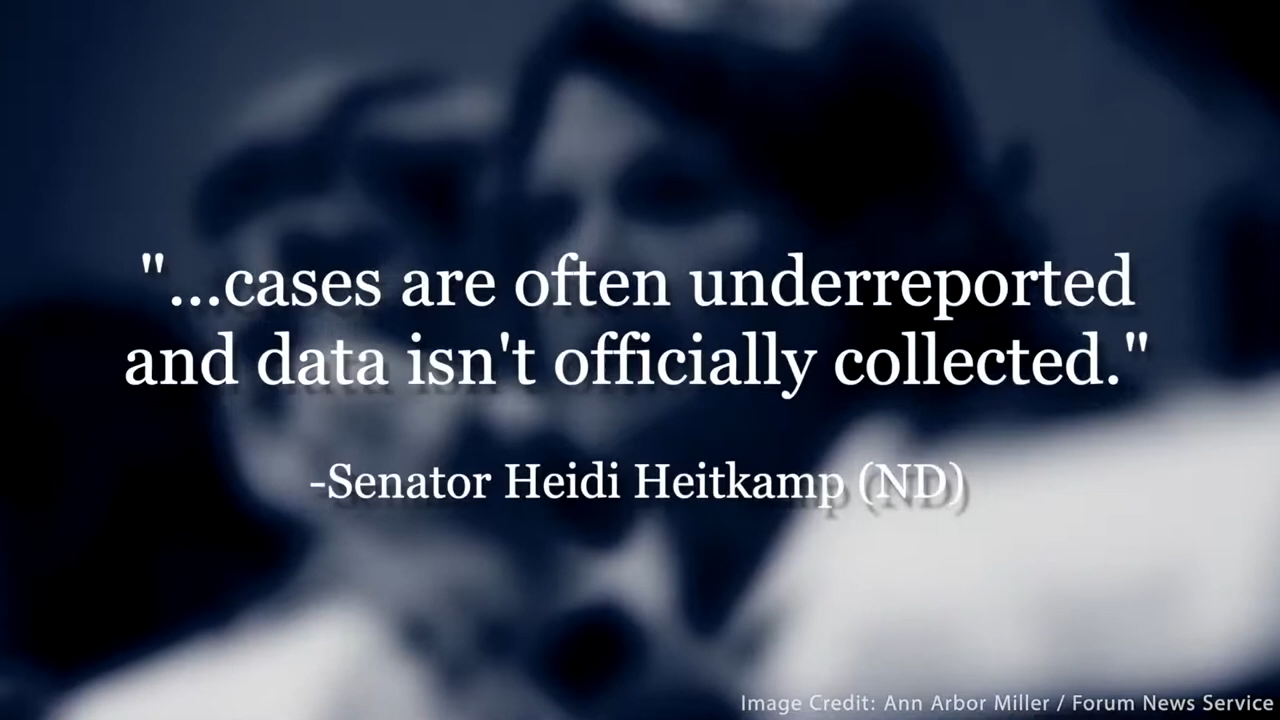 "...cases are often underreported
and data isn't officially collected."
-Senator Heidi Heitkamp (ND)
Image Credit: Ann Arbor Miller / Forum News Service